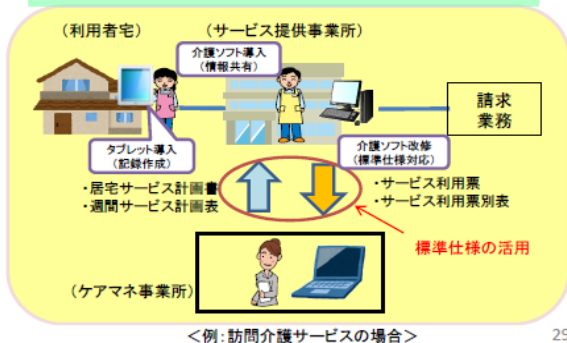 （利用者宅）
（サービス提供事業所）
介護ソフト導入
（情報共有）
請求
業務
タブレット導入
（記録作成）
介護ソフト改修
（標準仕様対応）
・居宅サービス計画書
・週間サービス計画表
・サービス利用票
・サービス利用票別表
標準仕様の活用
（ケアマネ事業所）
＜例：訪問介護サービスの場合＞
29